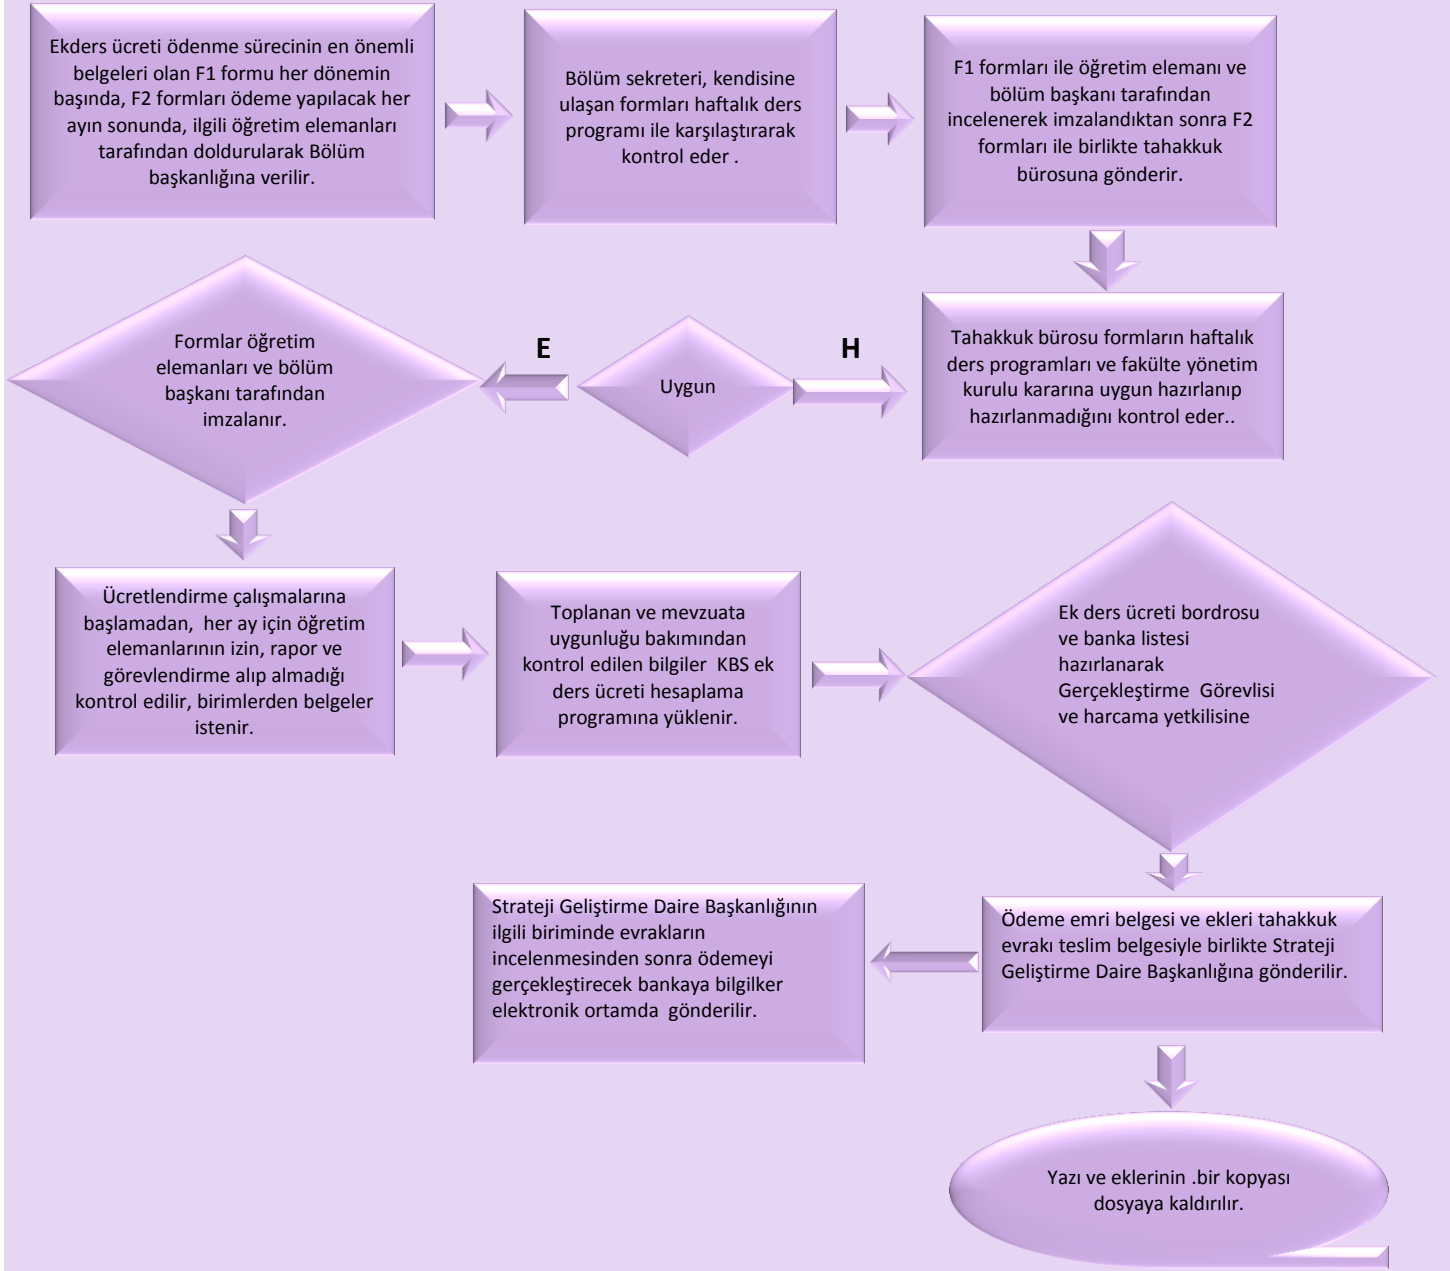 Ekders ücreti ödenme sürecinin en önemli
belgeleri olan F1 formu her dönemin
başında, F2 formları ödeme yapılacak her
ayın sonunda, ilgili öğretim elemanları
tarafından doldurularak Bölüm
başkanlığına verilir.
Bölüm sekreteri, kendisine
ulaşan formları haftalık ders
programı ile karşılaştırarak
kontrol eder .
F1 formları ile öğretim elemanı ve
bölüm başkanı tarafından
incelenerek imzalandıktan sonra F2
formları ile birlikte tahakkuk
bürosuna gönderir.
Formlar öğretim
elemanları ve bölüm
başkanı tarafından
imzalanır.
E
Uygun
H
Tahakkuk bürosu formların haftalık
ders programları ve fakülte yönetim
kurulu kararına uygun hazırlanıp
hazırlanmadığını kontrol eder..
Ücretlendirme çalışmalarına
başlamadan, her ay için öğretim
elemanlarının izin, rapor ve
görevlendirme alıp almadığı
kontrol edilir, birimlerden belgeler
istenir.
Toplanan ve mevzuata
uygunluğu bakımından
kontrol edilen bilgiler KBS ek
ders ücreti hesaplama
programına yüklenir.
Ek ders ücreti bordrosu
ve banka listesi
hazırlanarak
Gerçekleştirme Görevlisi
ve harcama yetkilisine
Strateji Geliştirme Daire Başkanlığının
ilgili biriminde evrakların
incelenmesinden sonra ödemeyi
gerçekleştirecek bankaya bilgilker
elektronik ortamda gönderilir.
Ödeme emri belgesi ve ekleri tahakkuk
evrakı teslim belgesiyle birlikte Strateji
Geliştirme Daire Başkanlığına gönderilir.
Yazı ve eklerinin .bir kopyası
dosyaya kaldırılır.